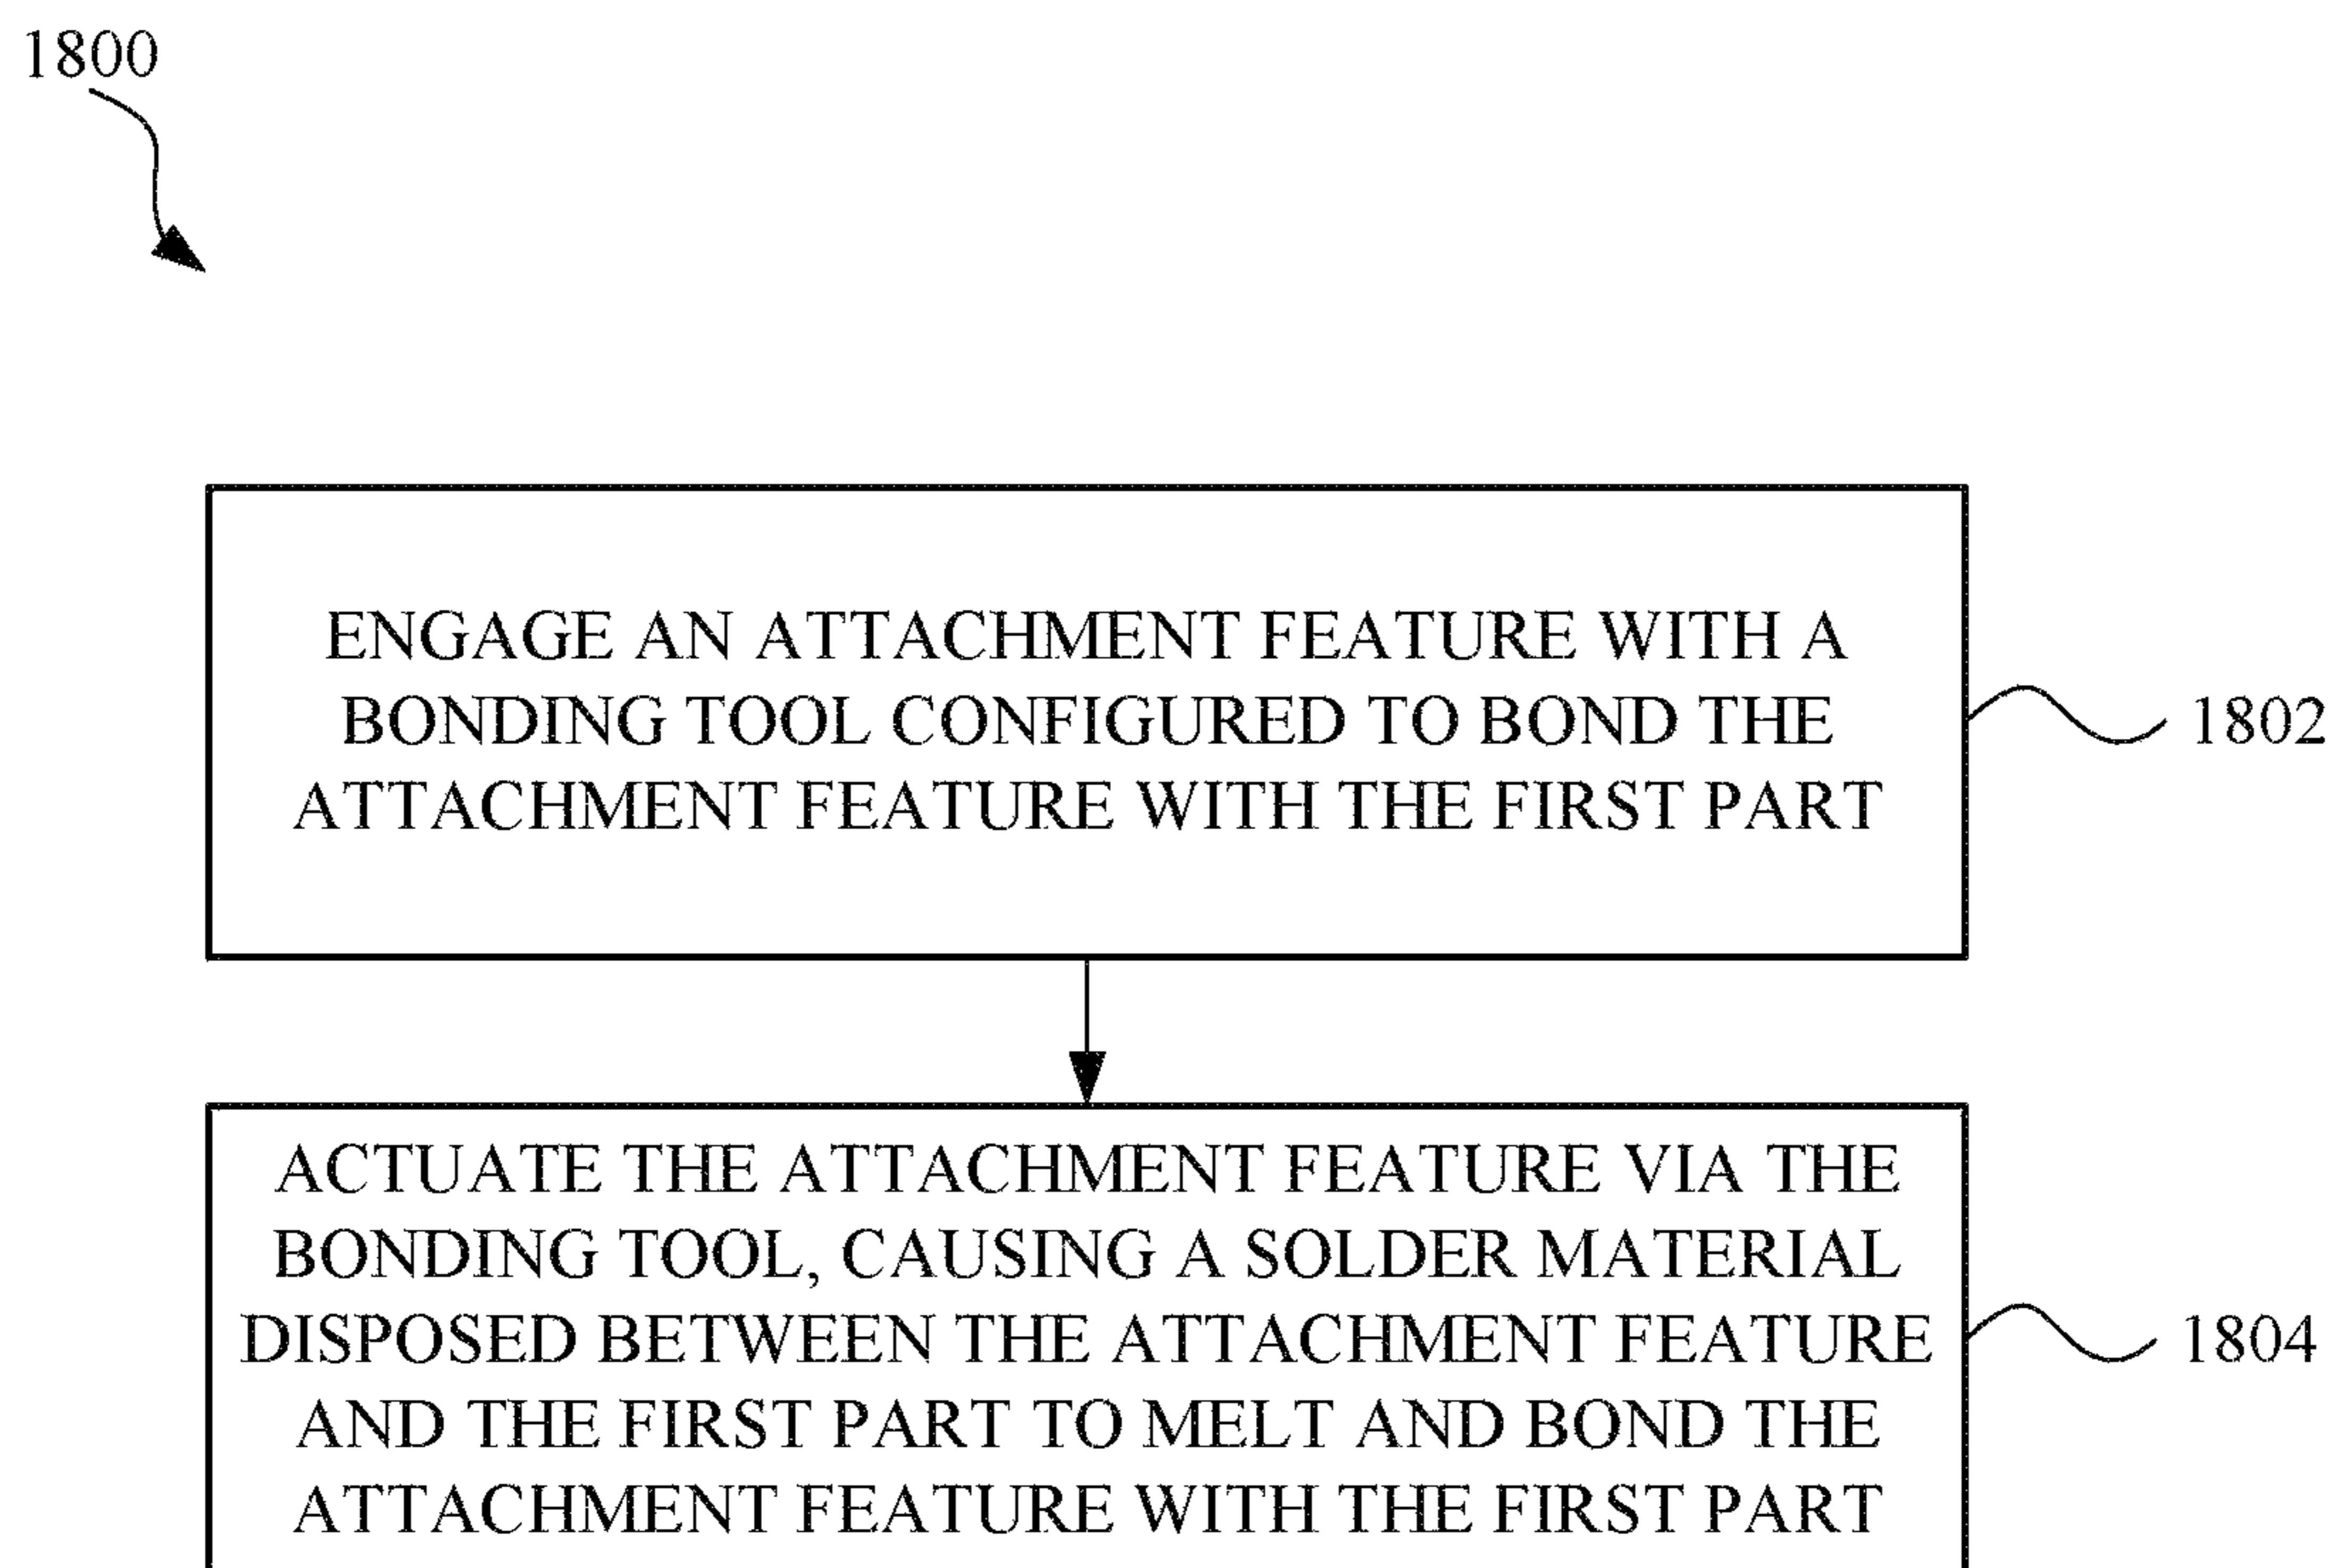 1800
ENGAGE AN ATTACHMENT FEATURE WITH A
BONDING TOOL CONFIGURED TO BOND THE
ATTACHMENT FEATURE WITH THE FIRST PART
1802
ACTUATE THE ATTACHMENT FEATURE VIA THE
BONDING TOOL, CAUSING A SOLDER MATERIAL
DISPOSED BETWEEN THE ATTACHMENT FEATURE
AND THE FIRST PART TO MELT AND BOND THE
ATTACHMENT FEATURE WITH THE FIRST PART
1804